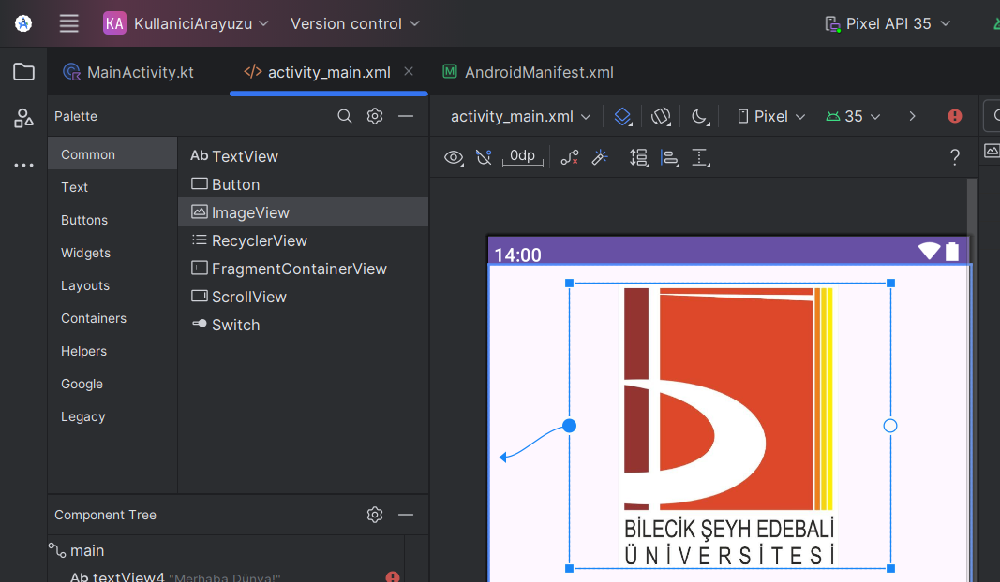 KA KullaniciArayuzu Version control Pixel API 35
MainActivity.kt activity_main.xml AndroidManifest.xml
Palette
activity_main.xml Pixel 35
0dp ?
Common
Text
Buttons
Widgets
Layouts
Containers
Helpers
Google
Legacy
Ab TextView
Button
ImageView
RecyclerView
FragmentContainerView
ScrollView
Switch
14:00
BİLECİK ŞEYH EDEBALİ
ÜNİVERSİTESİ
Component Tree
main
Ab textView4 "Merhaba Dünya!"